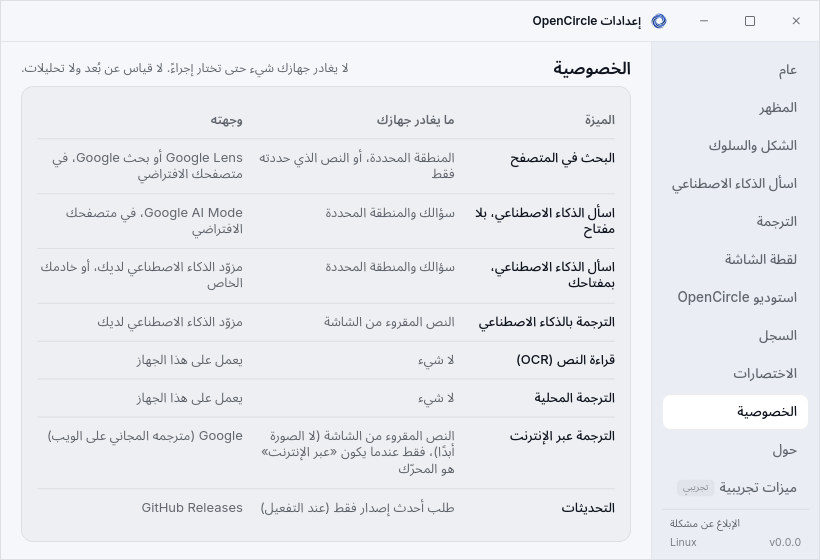 إعدادات OpenCircle
عام
المظهر
الشكل والسلوك
اسأل الذكاء الاصطناعي
الترجمة
لقطة الشاشة
استوديو OpenCircle
السجل
الاختصارات
الخصوصية
حول
ميزات تجريبية تجريبي
الإبلاغ عن مشكلة
v0.0.0 Linux
الخصوصية
لا يغادر جهازك شيء حتى تختار إجراءً. لا قياس عن بُعد ولا تحليلات.
الميزة ما يغادر جهازك وجهته
البحث في المتصفح
المنطقة المحددة، أو النص الذي حددته
فقط
Google Lens أو بحث Google، في
متصفحك الافتراضي
اسأل الذكاء الاصطناعي، بلا
مفتاح
سؤالك والمنطقة المحددة
Google AI Mode، في متصفحك
الافتراضي
اسأل الذكاء الاصطناعي،
بمفتاحك
سؤالك والمنطقة المحددة
مزوّد الذكاء الاصطناعي لديك، أو خادمك
الخاص
الترجمة بالذكاء الاصطناعي
النص المقروء من الشاشة
مزوّد الذكاء الاصطناعي لديك
قراءة النص (OCR)
لا شيء
يعمل على هذا الجهاز
الترجمة المحلية
لا شيء
يعمل على هذا الجهاز
الترجمة عبر الإنترنت
النص المقروء من الشاشة (لا الصورة
أبدًا)، فقط عندما يكون «عبر الإنترنت»
هو المحرّك
Google (مترجمه المجاني على الويب)
التحديثات
طلب أحدث إصدار فقط (عند التفعيل)
GitHub Releases